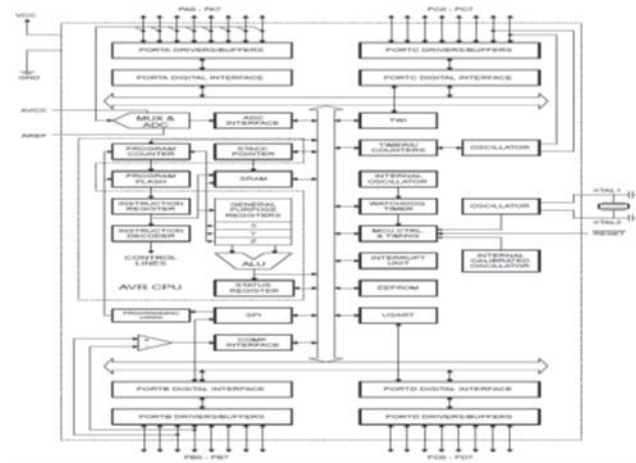 PA0 - PA7
PC0 - PC7
VCC
PORTA DRIVERS/BUFFERS
PORTC DRIVERS/BUFFERS
GND
PORTA DIGITAL INTERFACE
PORTC DIGITAL INTERFACE
AVCC
MUX &
ADC
ADC
INTERFACE
TWI
AREF
PROGRAM
COUNTER
STACK
POINTER
TIMERS/
COUNTERS
OSCILLATOR
PROGRAM
FLASH
SRAM
INTERNAL
OSCILLATOR
XTAL1
INSTRUCTION
REGISTER
GENERAL
PURPOSE
REGISTERS
WATCHDOG
TIMER
OSCILLATOR
X
Y
Z
XTAL2
INSTRUCTION
DECODER
MCU CTRL
& TIMING
RESET
CONTROL
LINES
ALU
INTERRUPT
UNIT
INTERNAL
CALIBRATED
OSCILLATOR
AVR CPU
STATUS
REGISTER
EEPROM
PROGRAMMING
LOGIC
SPI
USART
+
-
COMP
INTERFACE
PORTB DIGITAL INTERFACE
PORTD DIGITAL INTERFACE
PORTB DRIVERS/BUFFERS
PORTD DRIVERS/BUFFERS
PB0 - PB7
PD0 - PD7